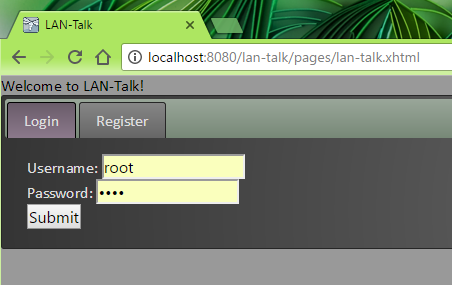 LAN-Talk
localhost:8080/lan-talk/pages/lan-talk.xhtml
Welcome to LAN-Talk!
Login Register
Username: root
Password: ••••
Submit